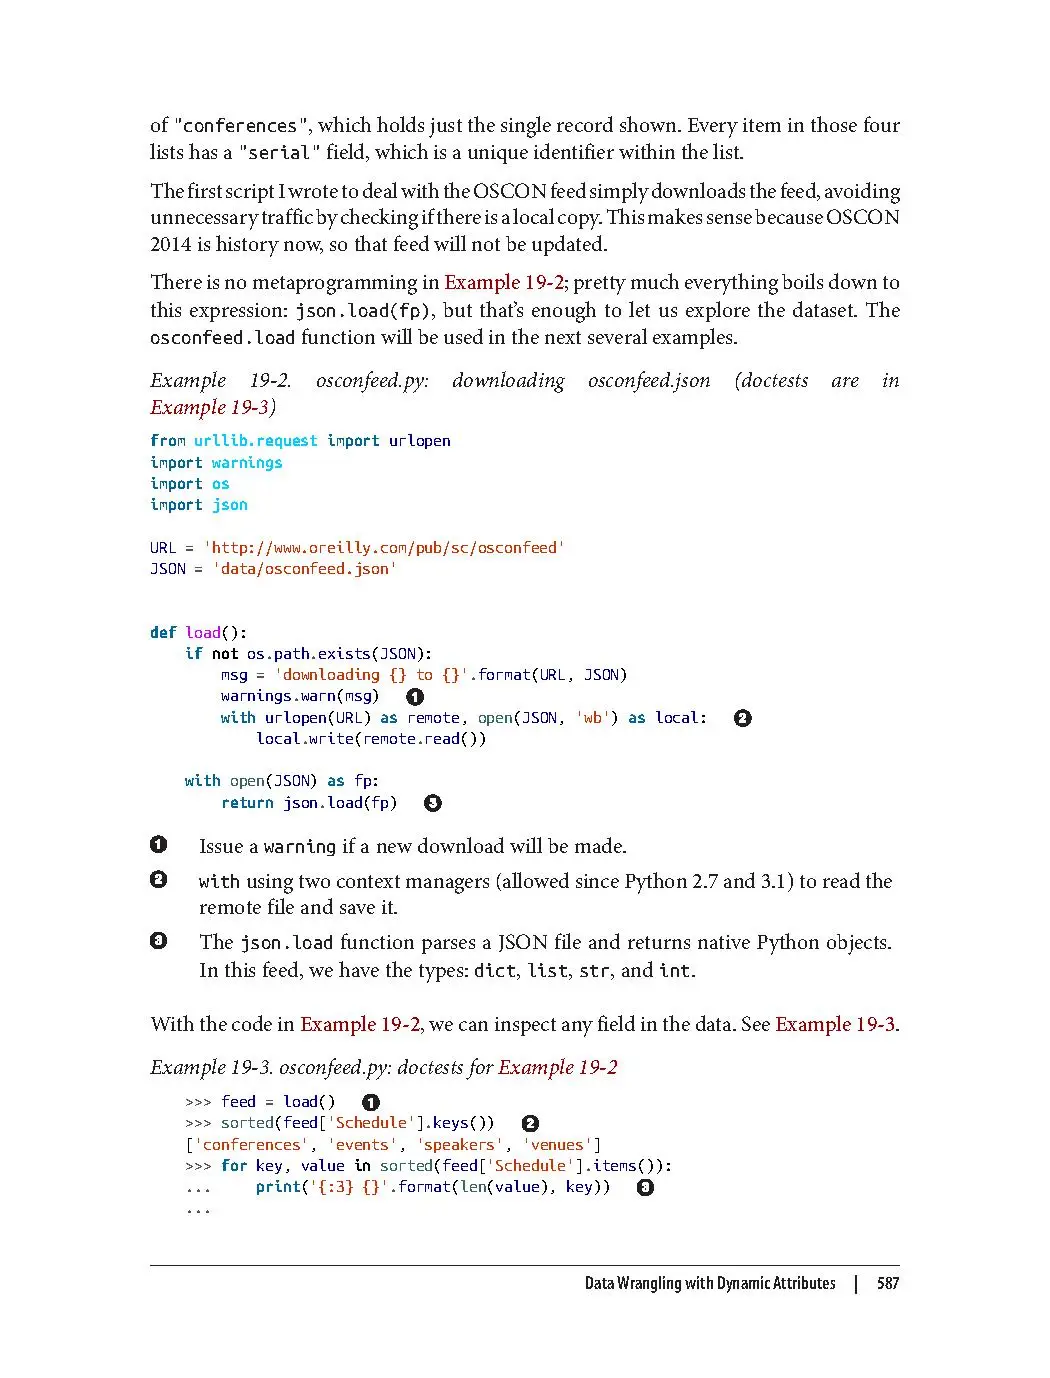 of "conferences", which holds just the single record shown. Every item in those four
lists has a "serial" field, which is a unique identifier within the list.
The first script I wrote to deal with the OSCON feed simply downloads the feed, avoiding
unnecessary traffic by checking if there is a local copy. This makes sense because OSCON
2014 is history now, so that feed will not be updated.
There is no metaprogramming in Example 19-2; pretty much everything boils down to
this expression: json.load(fp), but that’s enough to let us explore the dataset. The
osconfeed.load function will be used in the next several examples.
Example 19-2. osconfeed.py: downloading osconfeed.json (doctests are in
Example 19-3)
from urllib.request import urlopen
import warnings
import os
import json
URL = 'http://www.oreilly.com/pub/sc/osconfeed'
JSON = 'data/osconfeed.json'
def load():
    if not os.path.exists(JSON):
        msg = 'downloading {} to {}'.format(URL, JSON)
        warnings.warn(msg) ❶
        with urlopen(URL) as remote, open(JSON, 'wb') as local: ❷
            local.write(remote.read())
    with open(JSON) as fp:
        return json.load(fp) ❸
❶ Issue a warning if a new download will be made.
❷ with using two context managers (allowed since Python 2.7 and 3.1) to read the
remote file and save it.
❸ The json.load function parses a JSON file and returns native Python objects.
In this feed, we have the types: dict, list, str, and int.
With the code in Example 19-2, we can inspect any field in the data. See Example 19-3.
Example 19-3. osconfeed.py: doctests for Example 19-2
>>> feed = load() ❶
>>> sorted(feed['Schedule'].keys()) ❷
['conferences', 'events', 'speakers', 'venues']
>>> for key, value in sorted(feed['Schedule'].items()):
...     print('{:3} {}'.format(len(value), key)) ❸
...
Data Wrangling with Dynamic Attributes | 587